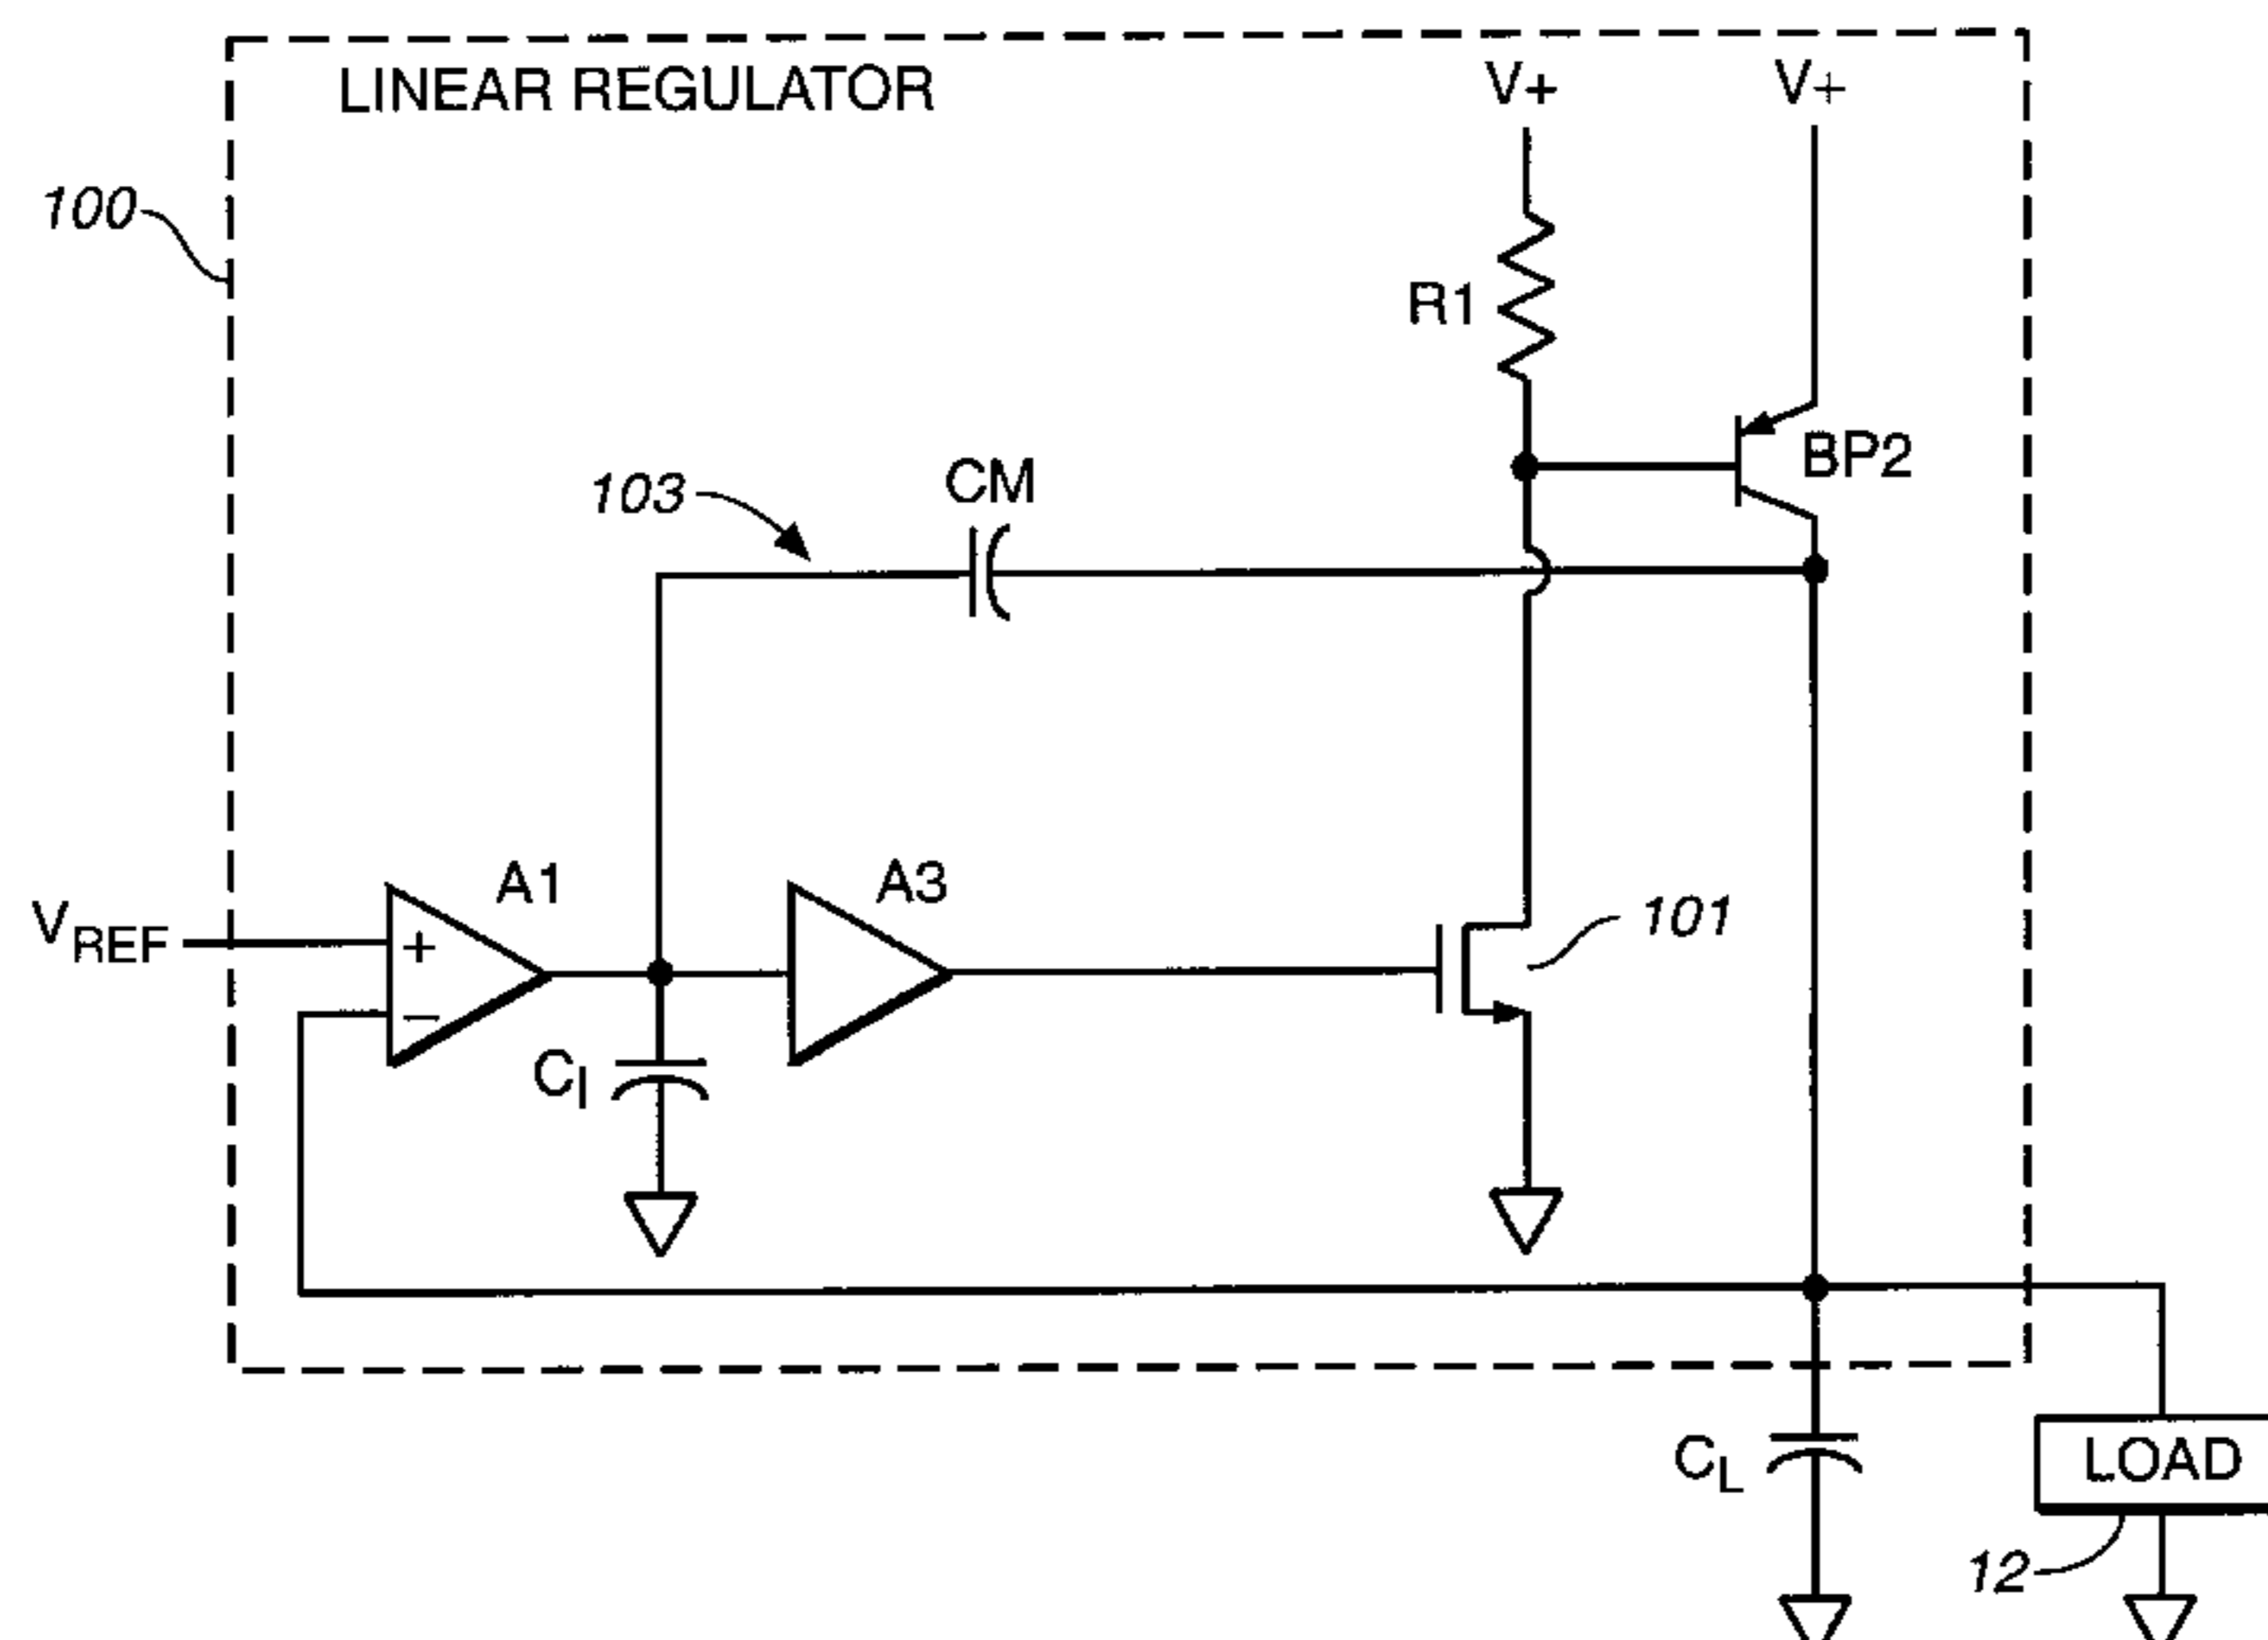 LINEAR REGULATOR
V+
V+
100
R1
BP2
CM
103
A1
A3
101
VREF
+
−
CI
CL
LOAD
12